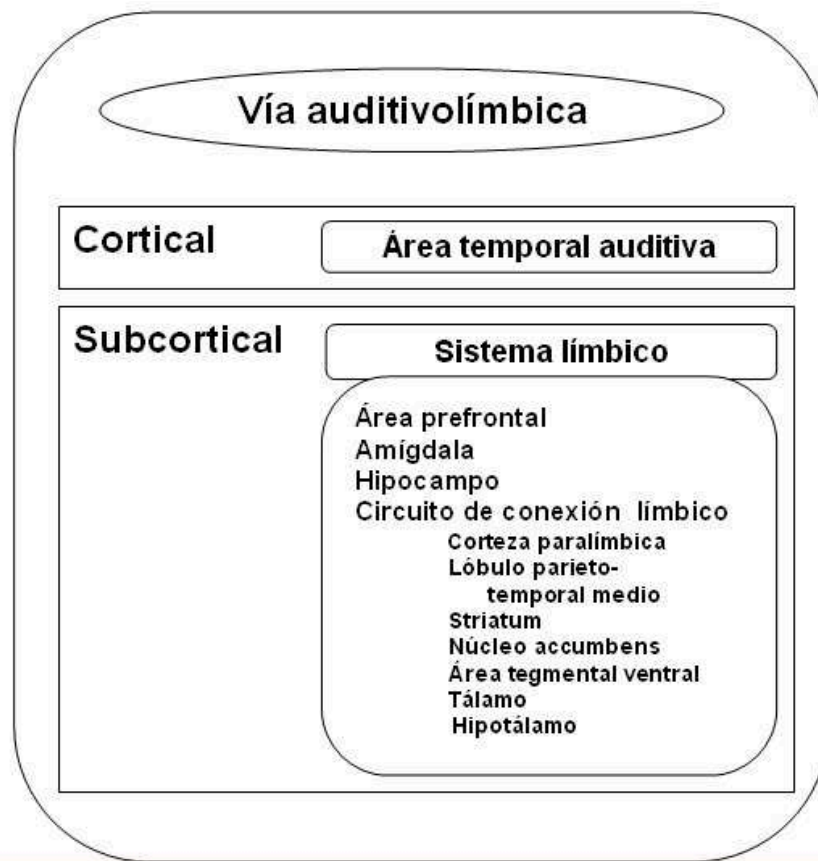 Vía auditivolímbica
Cortical
Área temporal auditiva
Subcortical
Sistema límbico
Área prefrontal
Amígdala
Hipocampo
Circuito de conexión límbico
Corteza paralímbica
Lóbulo parieto-
temporal medio
Striatum
Núcleo accumbens
Área tegmental ventral
Tálamo
Hipotálamo